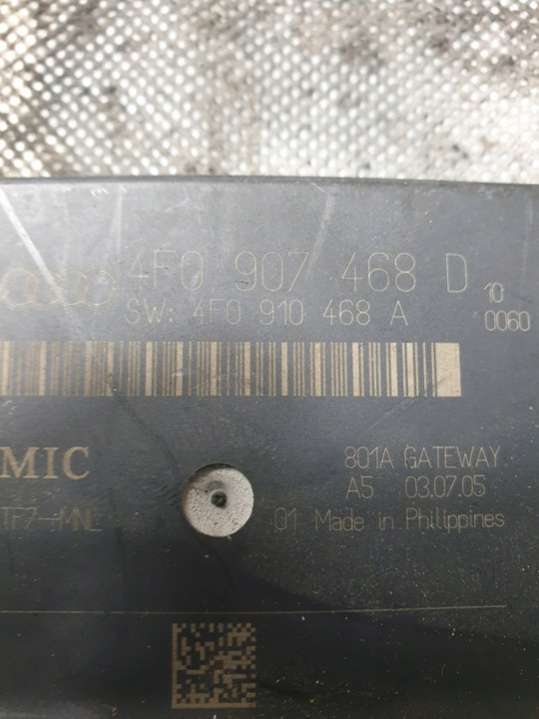 4F0 907 468 D 10
SW: 4F0 910 468 A 0060
MIC 801A GATEWAY
A5 03.07.05
01 Made in Philippines